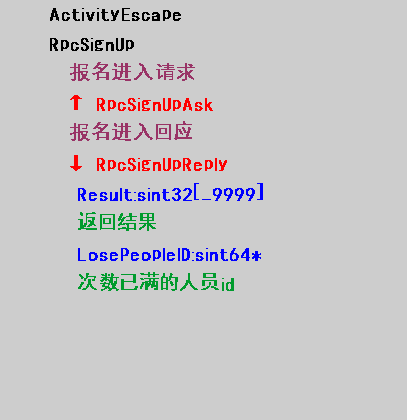 ActivityEscape
RpcSignUp
报名进入请求
↑ RpcSignUpAsk
报名进入回应
↓ RpcSignUpReply
Result:sint32[-9999]
返回结果
LosePeopleID:sint64*
次数已满的人员id